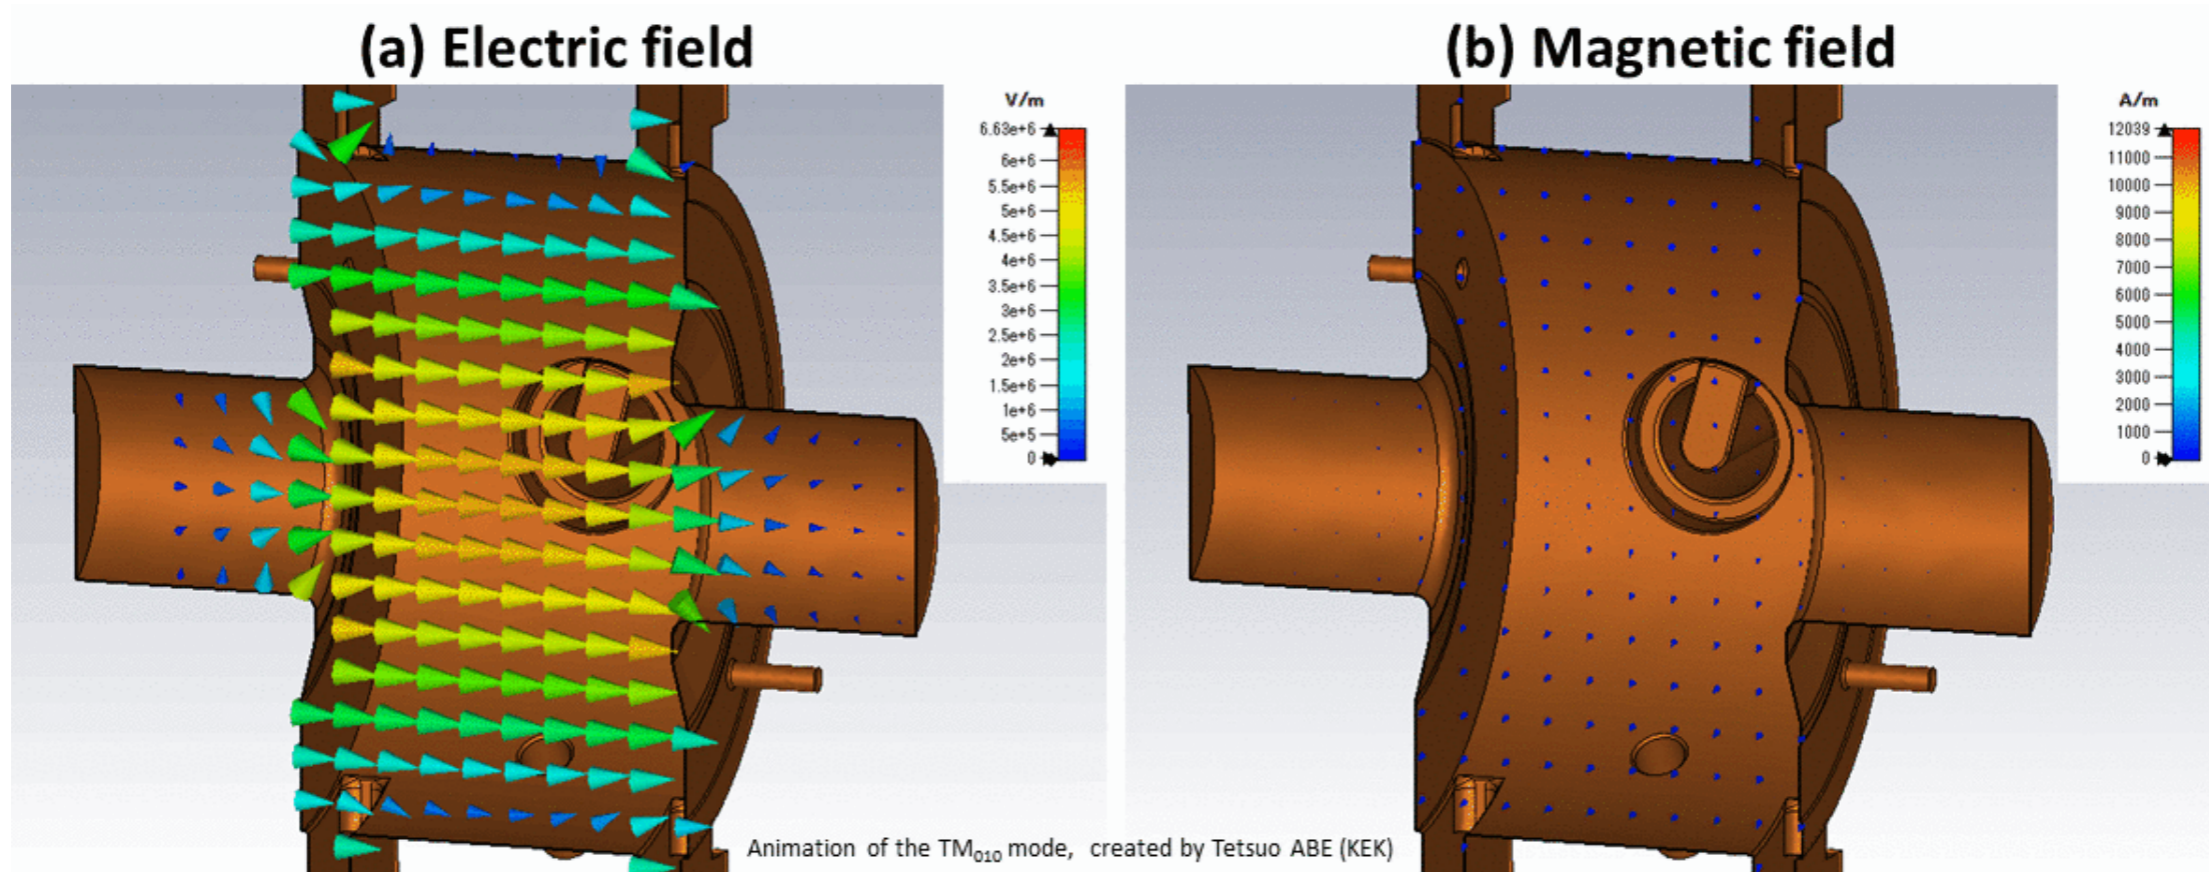 (a) Electric field
(b) Magnetic field
V/m
6.63e+6
6e+6
5.5e+6
5e+6
4.5e+6
4e+6
3.5e+6
3e+6
2.5e+6
2e+6
1.5e+6
1e+6
5e+5
0
A/m
12039
11000
10000
9000
8000
7000
6000
5000
4000
3000
2000
1000
0
Animation of the TM₀₁₀ mode, created by Tetsuo ABE (KEK)